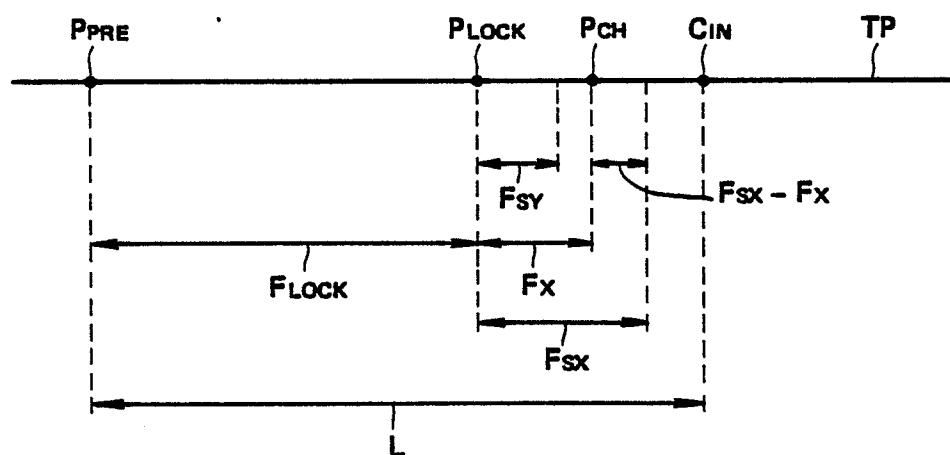 PPRE PLOCK PCH CIN TP
FSY FSX – FX
FLOCK FX
FSX
L